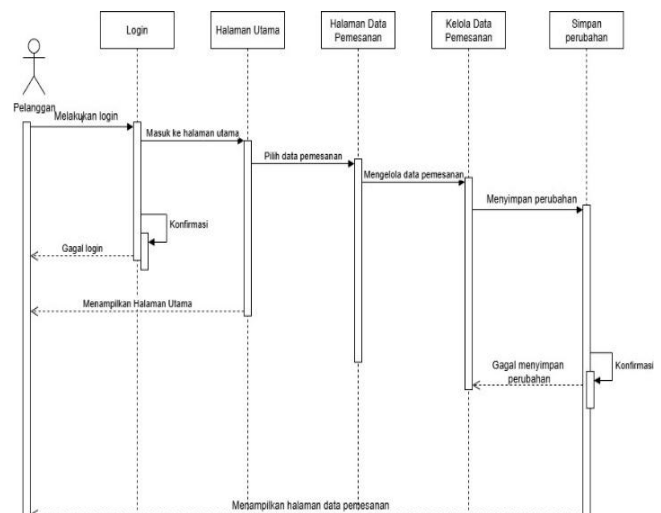 Login
Halaman Utama
Halaman Data
Pemesanan
Kelola Data
Pemesanan
Simpan
perubahan
Pelanggan
Melakukan login
Masuk ke halaman utama
Pilih data pemesanan
Mengelola data pemesanan
Menyimpan perubahan
Konfirmasi
Gagal login
Menampilkan Halaman Utama
Gagal menyimpan
perubahan
Konfirmasi
Menampilkan halaman data pemesanan